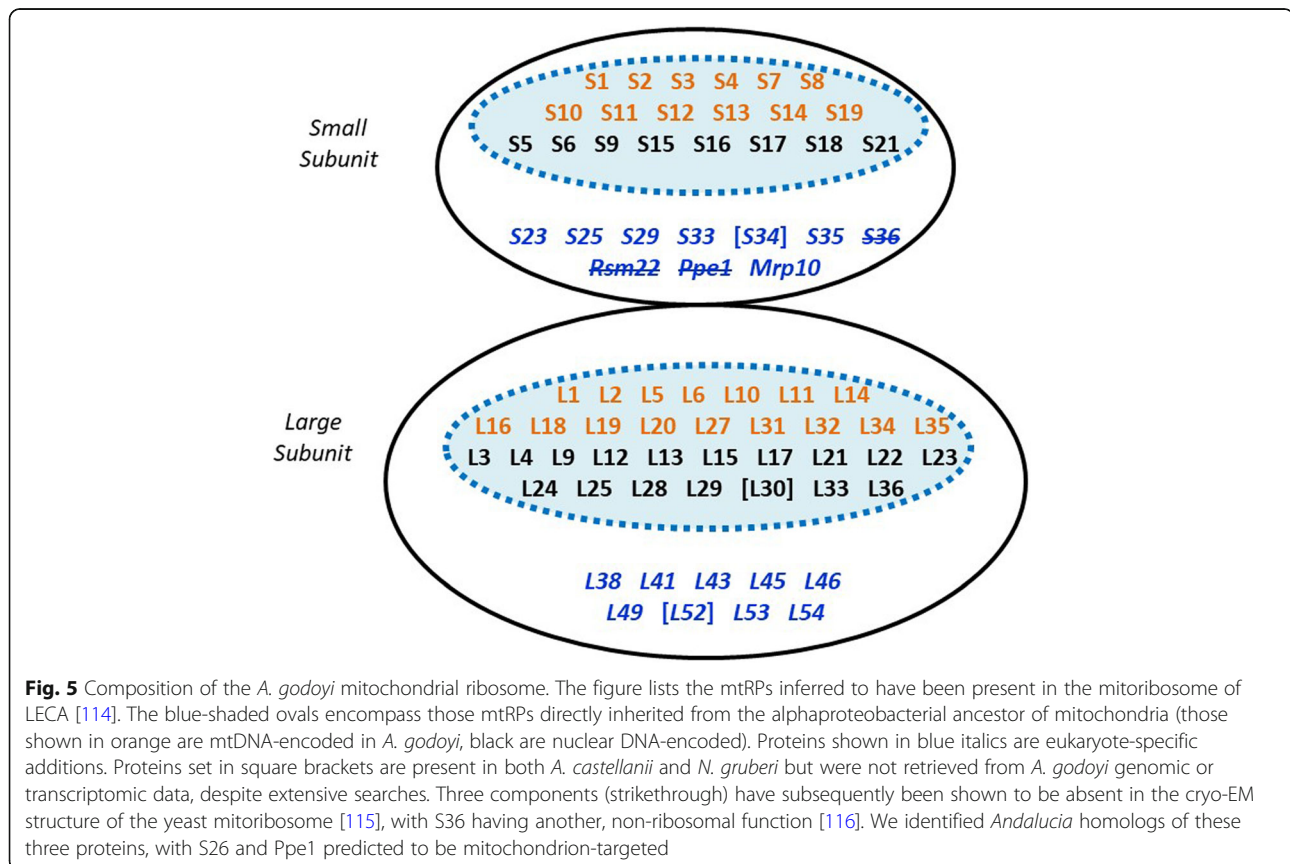 S1 S2 S3 S4 S7 S8
S10 S11 S12 S13 S14 S19
S5 S6 S9 S15 S16 S17 S18 S21
Small
Subunit
S23 S25 S29 S33 [S34] S35 S36
Rsm22 Ppe1 Mrp10
L1 L2 L5 L6 L10 L11 L14
L16 L18 L19 L20 L27 L31 L32 L34 L35
L3 L4 L9 L12 L13 L15 L17 L21 L22 L23
L24 L25 L28 L29 [L30] L33 L36
Large
Subunit
L38 L41 L43 L45 L46
L49 [L52] L53 L54
Fig. 5 Composition of the A. godoyi mitochondrial ribosome. The figure lists the mtRPs inferred to have been present in the mitoribosome of
LECA [114]. The blue-shaded ovals encompass those mtRPs directly inherited from the alphaproteobacterial ancestor of mitochondria (those
shown in orange are mtDNA-encoded in A. godoyi, black are nuclear DNA-encoded). Proteins shown in blue italics are eukaryote-specific
additions. Proteins set in square brackets are present in both A. castellanii and N. gruberi but were not retrieved from A. godoyi genomic or
transcriptomic data, despite extensive searches. Three components (strikethrough) have subsequently been shown to be absent in the cryo-EM
structure of the yeast mitoribosome [115], with S36 having another, non-ribosomal function [116]. We identified Andalucia homologs of these
three proteins, with S26 and Ppe1 predicted to be mitochondrion-targeted